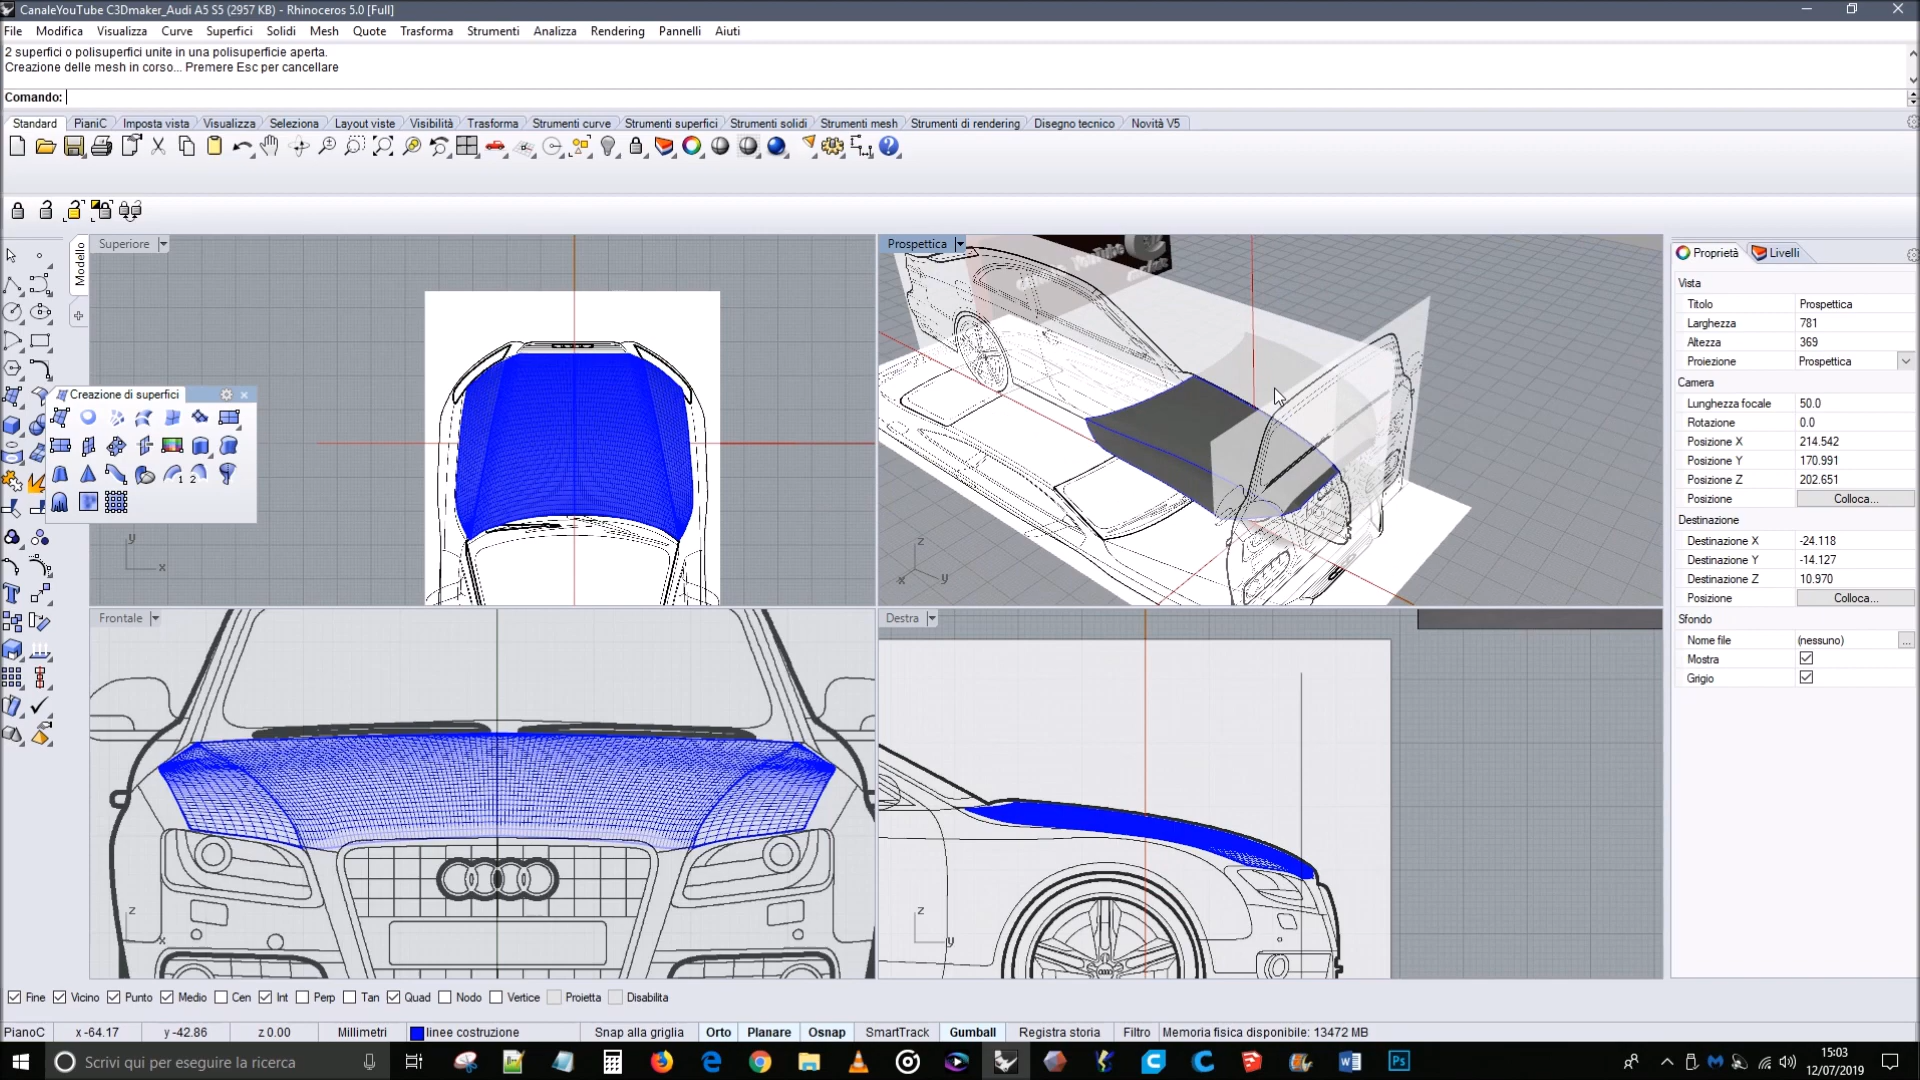 CanaleYouTube C3Dmaker_Audi A5 S5 (2957 KB) - Rhinoceros 5.0 [Full]
File Modifica Visualizza Curve Superfici Solidi Mesh Quote Trasforma Strumenti Analizza Rendering Pannelli Aiuti
2 superfici o polisuperfici unite in una polisuperficie aperta.
Creazione delle mesh in corso... Premere Esc per cancellare
Comando:
Standard PianiC Imposta vista Visualizza Seleziona Layout viste Visibilità Trasforma Strumenti curve Strumenti superfici Strumenti solidi Strumenti mesh Strumenti di rendering Disegno tecnico Novità V5
Modello
Superiore
y
x
Prospettica
z
x
y
Creazione di superfici
1 2
Frontale
z
x
Destra
z
y
Proprietà Livelli
Vista
Titolo Prospettica
Larghezza 781
Altezza 369
Proiezione Prospettica
Camera
Lunghezza focale 50.0
Rotazione 0.0
Posizione X 214.542
Posizione Y 170.991
Posizione Z 202.651
Posizione Colloca...
Destinazione
Destinazione X -24.118
Destinazione Y -14.127
Destinazione Z 10.970
Posizione Colloca...
Sfondo
Nome file (nessuno) ...
Mostra
Grigio
Fine Vicino Punto Medio Cen Int Perp Tan Quad Nodo Vertice Proietta Disabilita
PianoC x -64.17 y -42.86 z 0.00 Millimetri linee costruzione Snap alla griglia Orto Planare Osnap SmartTrack Gumball Registra storia Filtro Memoria fisica disponibile: 13472 MB
Scrivi qui per eseguire la ricerca
Ps
15:03
12/07/2019